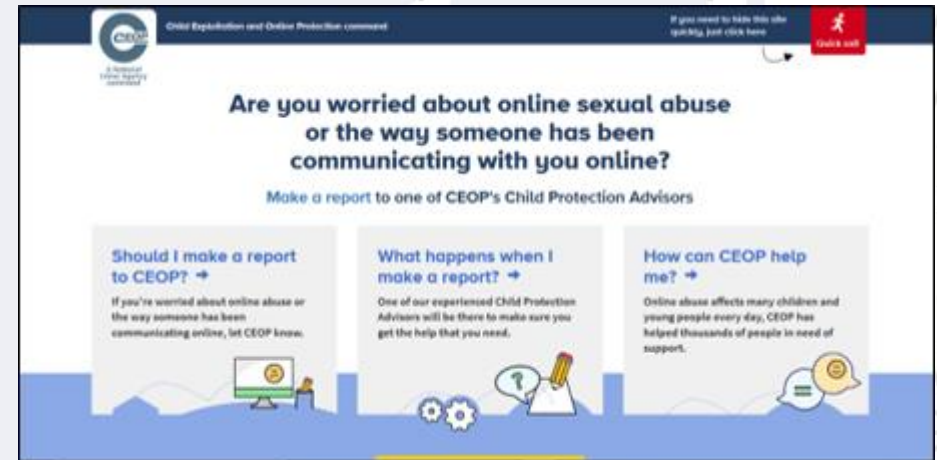 CEOP
A National
Crime Agency
command
Child Exploitation and Online Protection command
If you need to hide this site
quickly, just click here
Quick exit
Are you worried about online sexual abuse
or the way someone has been
communicating with you online?
Make a report to one of CEOP's Child Protection Advisors
Should I make a report
to CEOP? →
If you're worried about online abuse or
the way someone has been
communicating online, let CEOP know.
What happens when I
make a report? →
One of our experienced Child Protection
Advisors will be there to make sure you
get the help that you need.
How can CEOP help
me? →
Online abuse affects many children and
young people every day, CEOP has
helped thousands of people in need of
support.